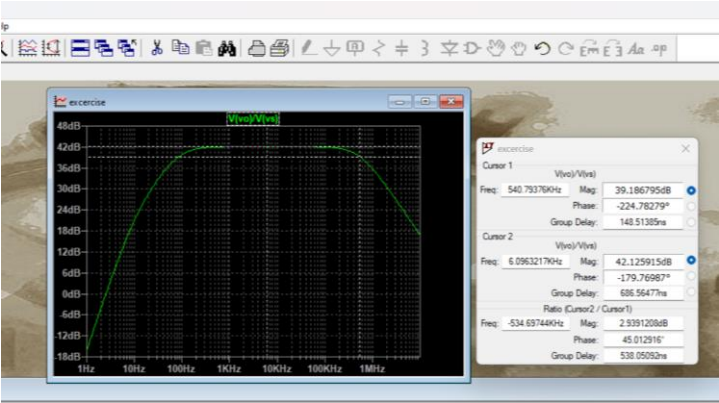 lp
Aa .op
excercise
V(vo)/V(vs)
48dB
42dB
36dB
30dB
24dB
18dB
12dB
6dB
0dB
-6dB
-12dB
-18dB
1Hz 10Hz 100Hz 1KHz 10KHz 100KHz 1MHz
excercise
Cursor 1
V(vo)/V(vs)
Freq: 540.79376KHz Mag: 39.186795dB
Phase: -224.78279°
Group Delay: 148.51385ns
Cursor 2
V(vo)/V(vs)
Freq: 6.0963217KHz Mag: 42.125915dB
Phase: -179.76987°
Group Delay: 686.56477ns
Ratio (Cursor2 / Cursor1)
Freq: -534.69744KHz Mag: 2.9391208dB
Phase: 45.012916°
Group Delay: 538.05092ns